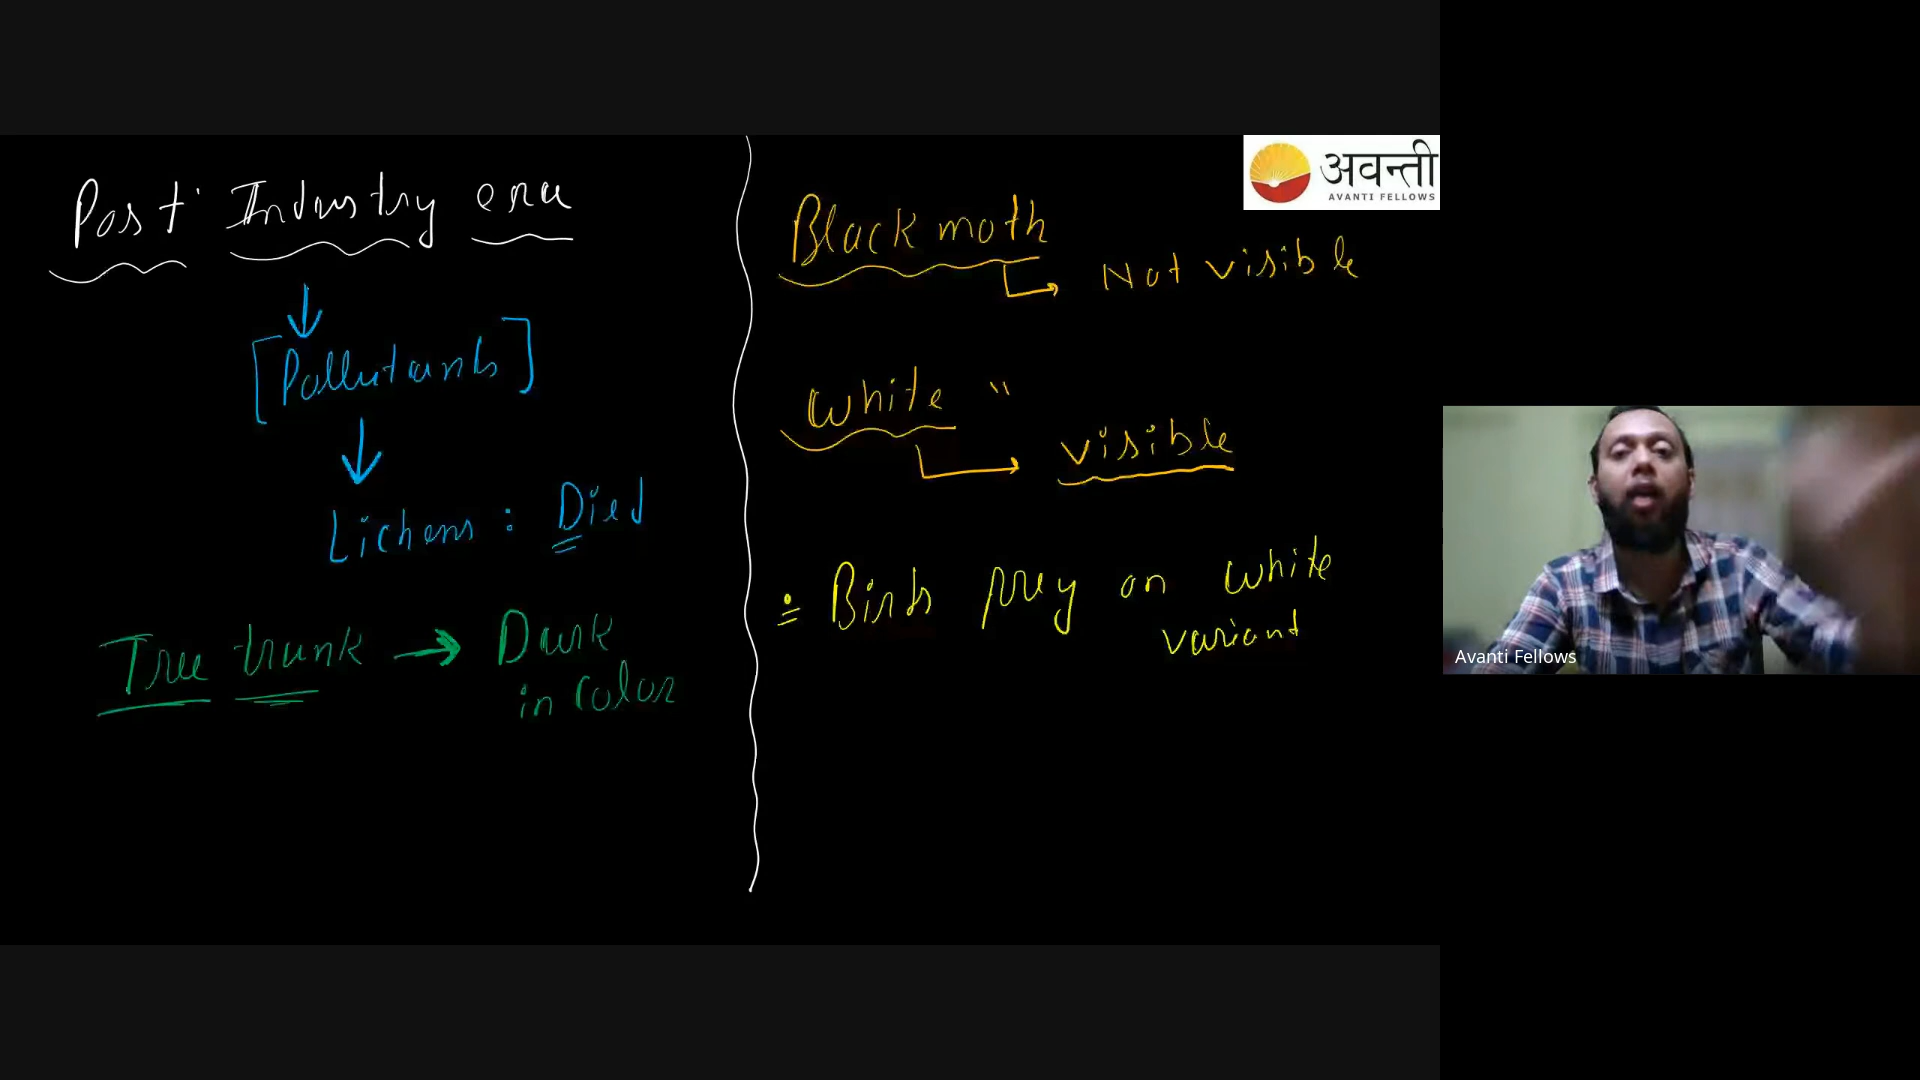 Post Industry era
[Pollutants]
Lichens : Died
Tree trunk → Dark
in color
Black moth
Not visible
White "
visible
Birds prey on white
variant
अवन्ती
AVANTI FELLOWS
Avanti Fellows